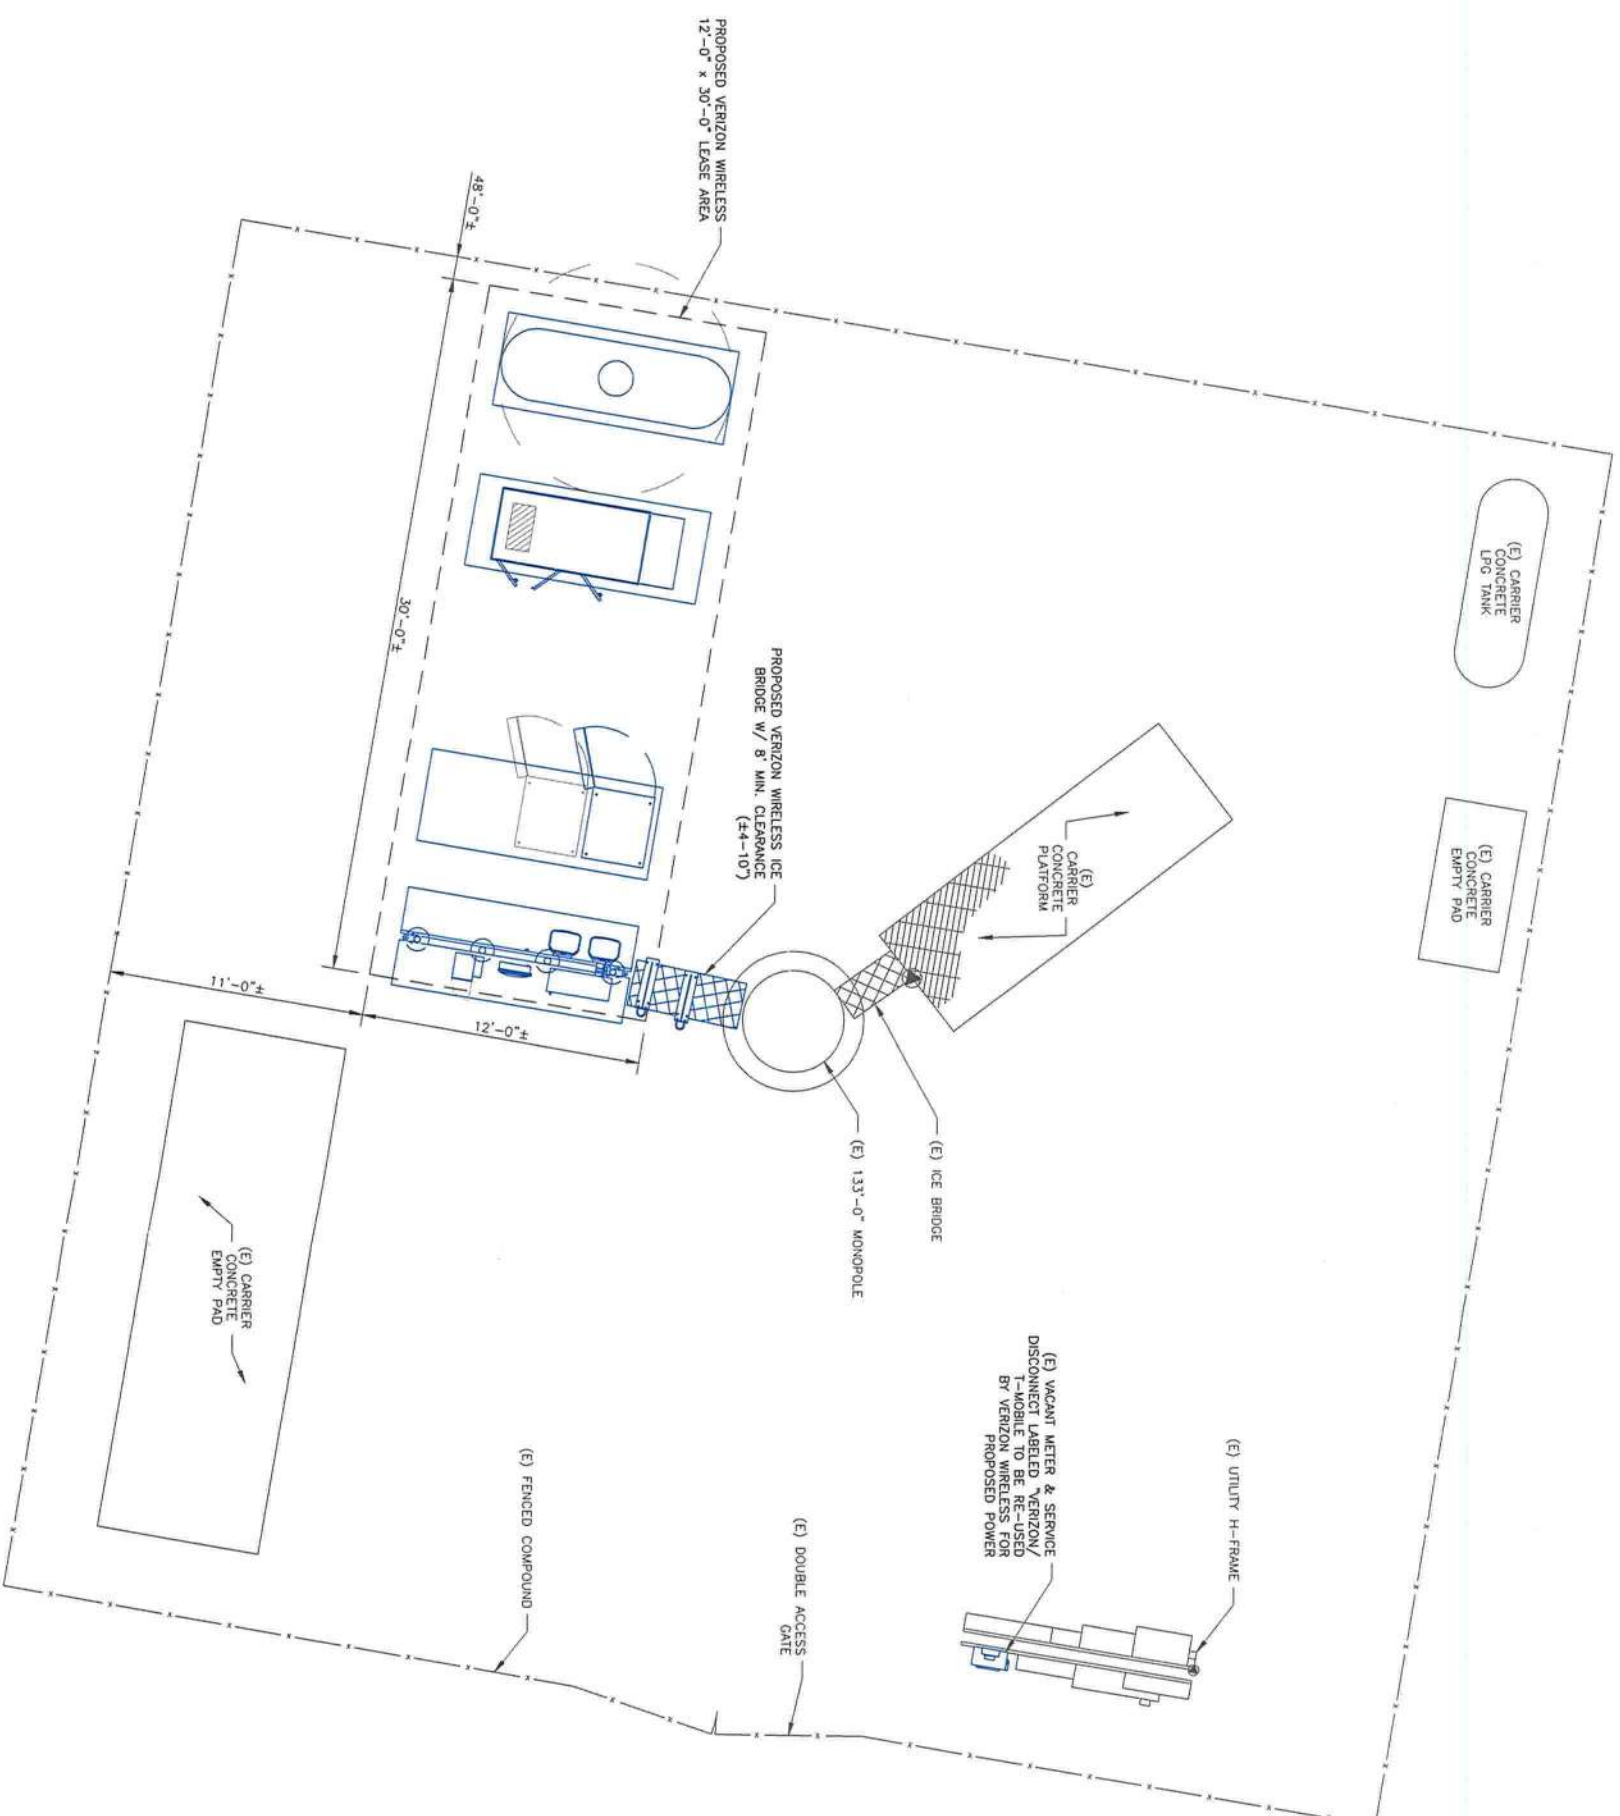 PROPOSED VERIZON WIRELESS
12'-0" x 30'-0" LEASE AREA
48'-0"±
30'-0"±
11'-0"±
12'-0"±
PROPOSED VERIZON WIRELESS ICE
BRIDGE W/ 8' MIN. CLEARANCE
(±4-10")
(E) CARRIER
CONCRETE
LPG TANK
(E) CARRIER
CONCRETE
EMPTY PAD
(E)
CARRIER
CONCRETE
PLATFORM
(E) ICE BRIDGE
(E) 133'-0" MONOPOLE
(E) UTILITY H-FRAME
(E) VACANT METER & SERVICE
DISCONNECT LABELED "VERIZON/
T-MOBILE TO BE RE-USED
BY VERIZON WIRELESS FOR
PROPOSED POWER
(E) DOUBLE ACCESS
GATE
(E) FENCED COMPOUND
(E) CARRIER
CONCRETE
EMPTY PAD